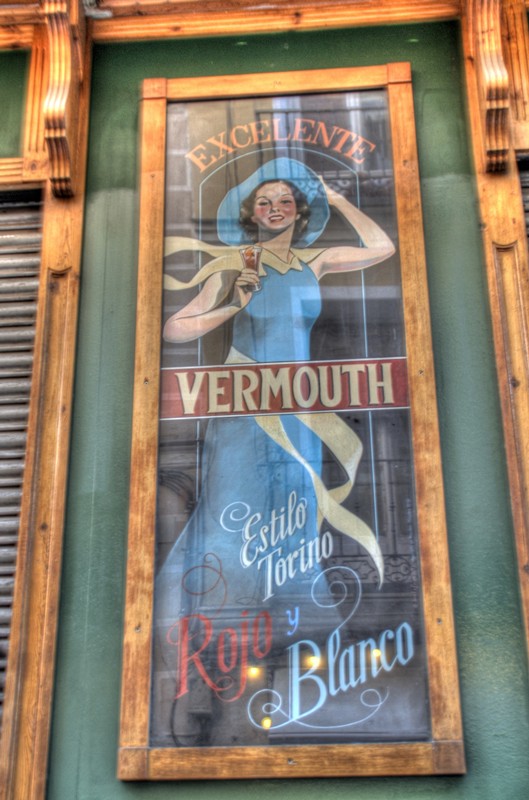 EXCELENTE
VERMOUTH
Estilo
Torino
Rojo y
Blanco